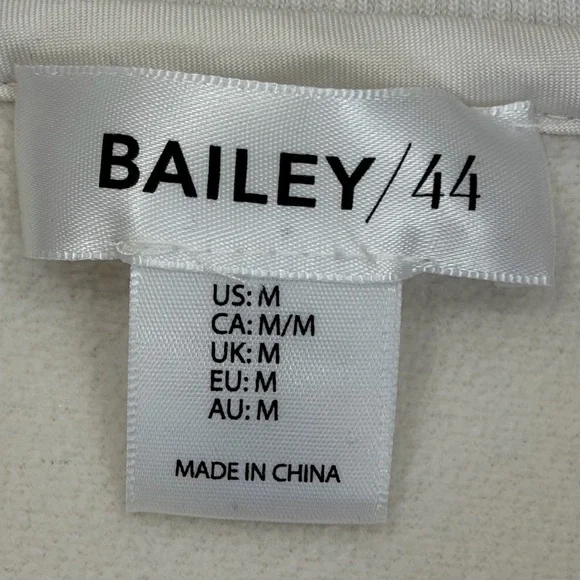 BAILEY/44
US: M
CA: M/M
UK: M
EU: M
AU: M
MADE IN CHINA